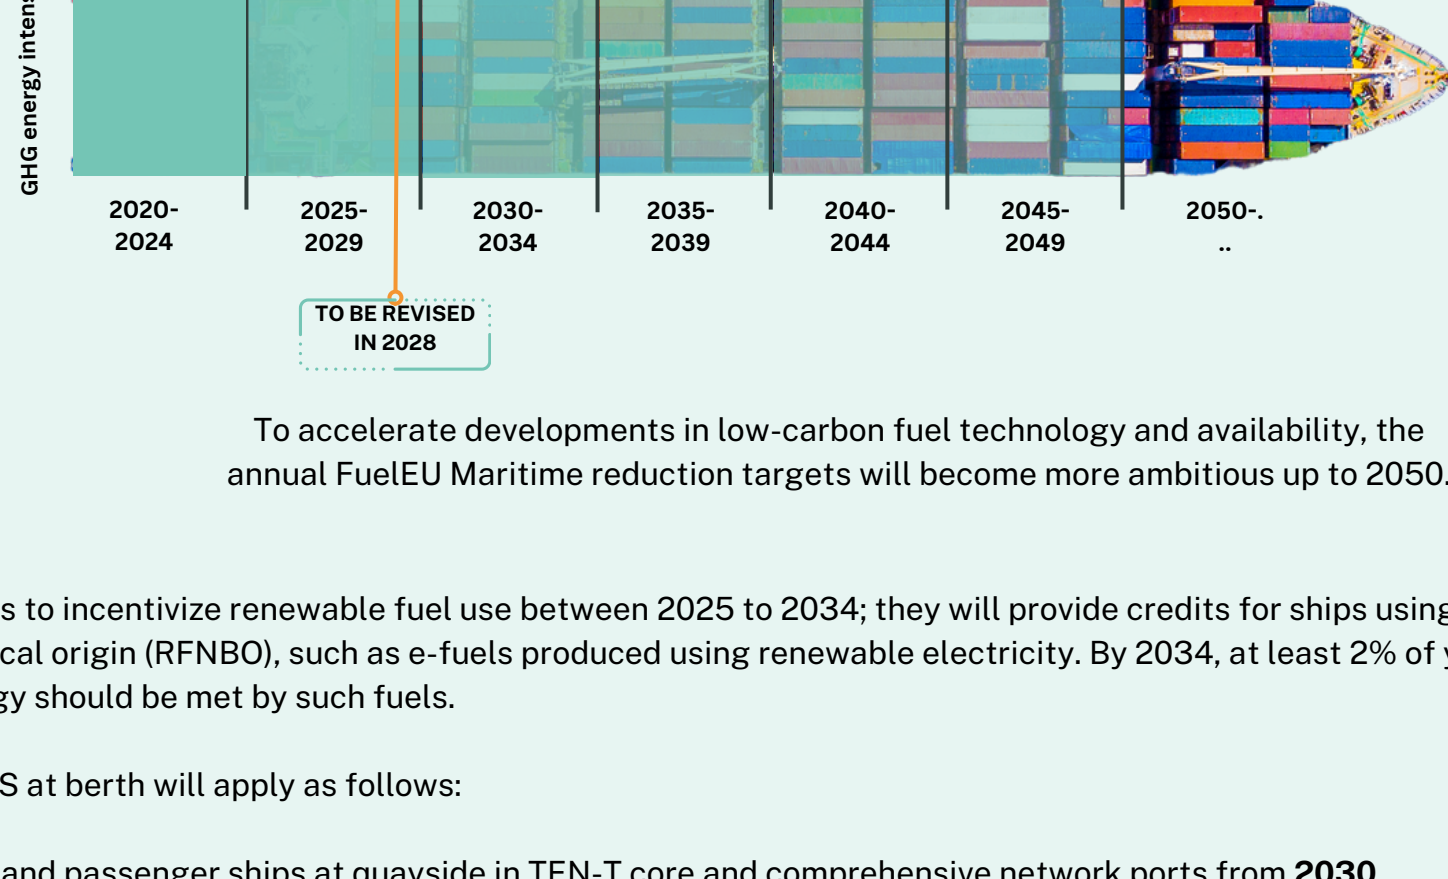 GHG energy intens
2020-
2024
2025-
2029
2030-
2034
2035-
2039
2040-
2044
2045-
2049
2050-.
..
TO BE REVISED
IN 2028
To accelerate developments in low-carbon fuel technology and availability, the
annual FuelEU Maritime reduction targets will become more ambitious up to 2050.
s to incentivize renewable fuel use between 2025 to 2034; they will provide credits for ships using
cal origin (RFNBO), such as e-fuels produced using renewable electricity. By 2034, at least 2% of y
gy should be met by such fuels.
S at berth will apply as follows:
and passenger ships at quayside in TEN-T core and comprehensive network ports from 2030